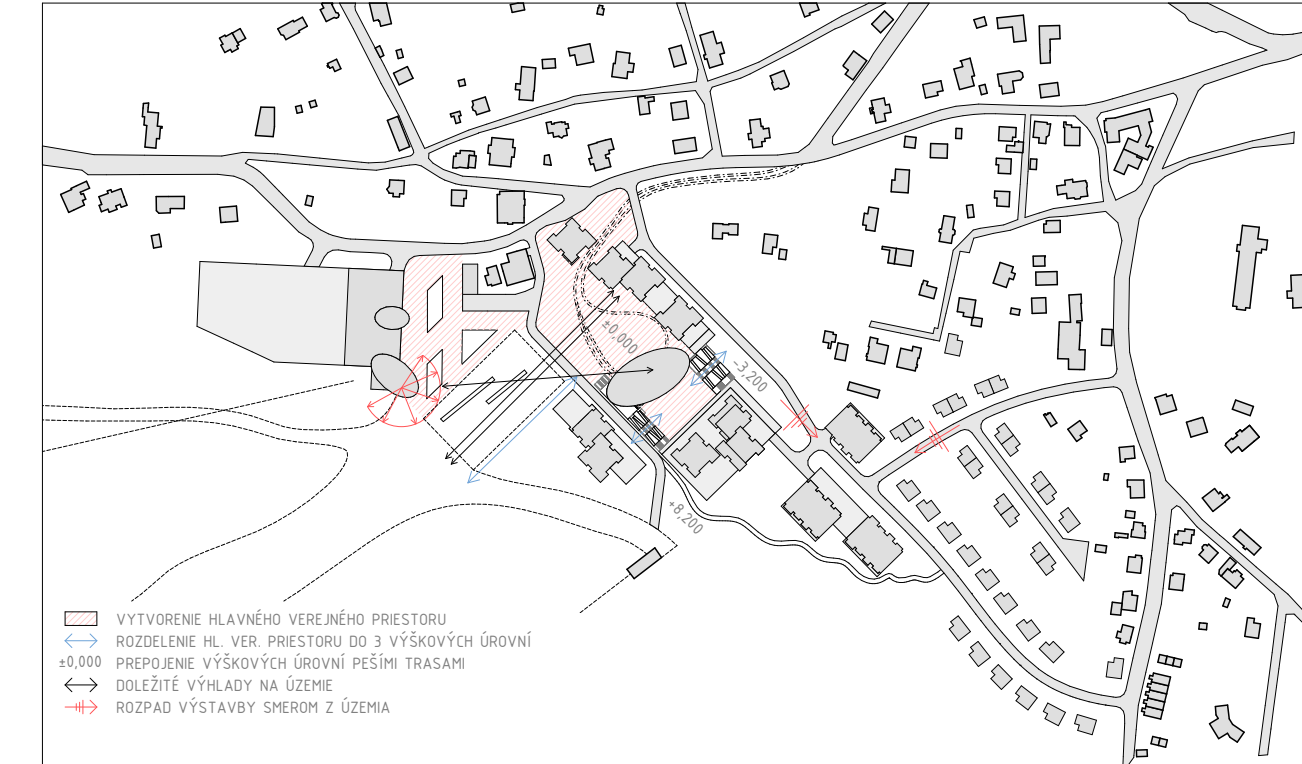 ±0,000
-3,200
+8,200
VYTVORENIE HLAVNÉHO VEREJNÉHO PRIESTORU
ROZDELENIE HL. VER. PRIESTORU DO 3 VÝŠKOVÝCH ÚROVNÍ
±0,000 PREPOJENIE VÝŠKOVÝCH ÚROVNÍ PEŠÍMI TRASAMI
DOLEŽITÉ VÝHLADY NA ÚZEMIE
ROZPAD VÝSTAVBY SMEROM Z ÚZEMIA